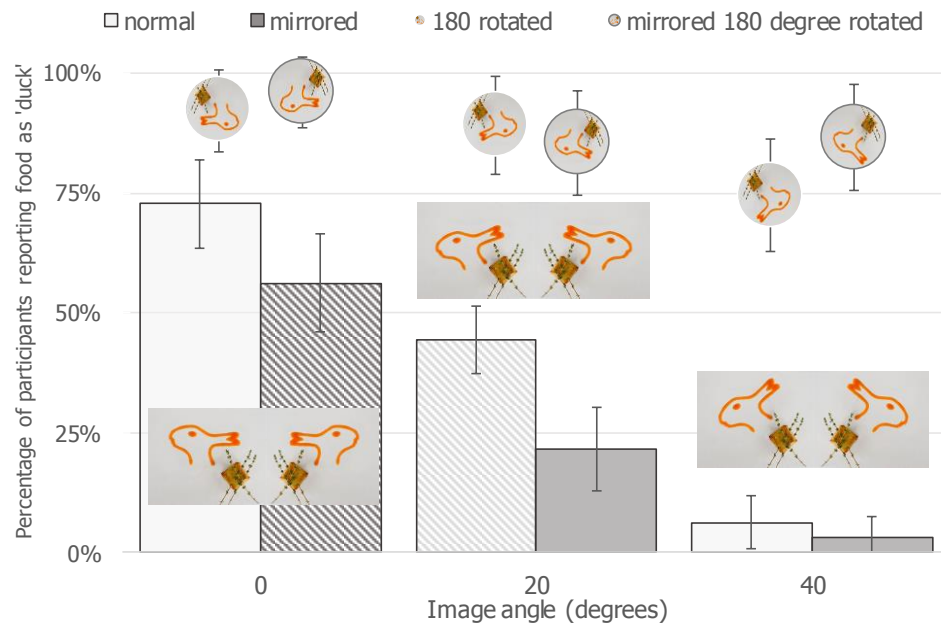 normal mirrored 180 rotated mirrored 180 degree rotated
Percentage of participants reporting food as 'duck'
100%
75%
50%
25%
0%
0 20 40
Image angle (degrees)